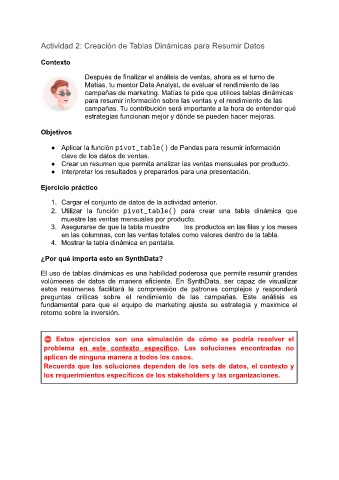 Actividad 2: Creación de Tablas Dinámicas para Resumir Datos
Contexto
Después de finalizar el análisis de ventas, ahora es el turno de
Matías, tu mentor Data Analyst, de evaluar el rendimiento de las
campañas de marketing. Matías te pide que utilices tablas dinámicas
para resumir información sobre las ventas y el rendimiento de las
campañas. Tu contribución será importante a la hora de entender qué
estrategias funcionan mejor y dónde se pueden hacer mejoras.
Objetivos
● Aplicar la función pivot_table() de Pandas para resumir información
clave de los datos de ventas.
● Crear un resumen que permita analizar las ventas mensuales por producto.
● Interpretar los resultados y prepararlos para una presentación.
Ejercicio práctico
1. Cargar el conjunto de datos de la actividad anterior.
2. Utilizar la función pivot_table() para crear una tabla dinámica que
muestre las ventas mensuales por producto.
3. Asegurarse de que la tabla muestre los productos en las filas y los meses
en las columnas, con las ventas totales como valores dentro de la tabla.
4. Mostrar la tabla dinámica en pantalla.
¿Por qué importa esto en SynthData?
El uso de tablas dinámicas es una habilidad poderosa que permite resumir grandes
volúmenes de datos de manera eficiente. En SynthData, ser capaz de visualizar
estos resúmenes facilitará la comprensión de patrones complejos y responderá
preguntas críticas sobre el rendimiento de las campañas. Este análisis es
fundamental para que el equipo de marketing ajuste su estrategia y maximice el
retorno sobre la inversión.
⛔ Estos ejercicios son una simulación de cómo se podría resolver el
problema en este contexto específico. Las soluciones encontradas no
aplican de ninguna manera a todos los casos.
Recuerda que las soluciones dependen de los sets de datos, el contexto y
los requerimientos específicos de los stakeholders y las organizaciones.